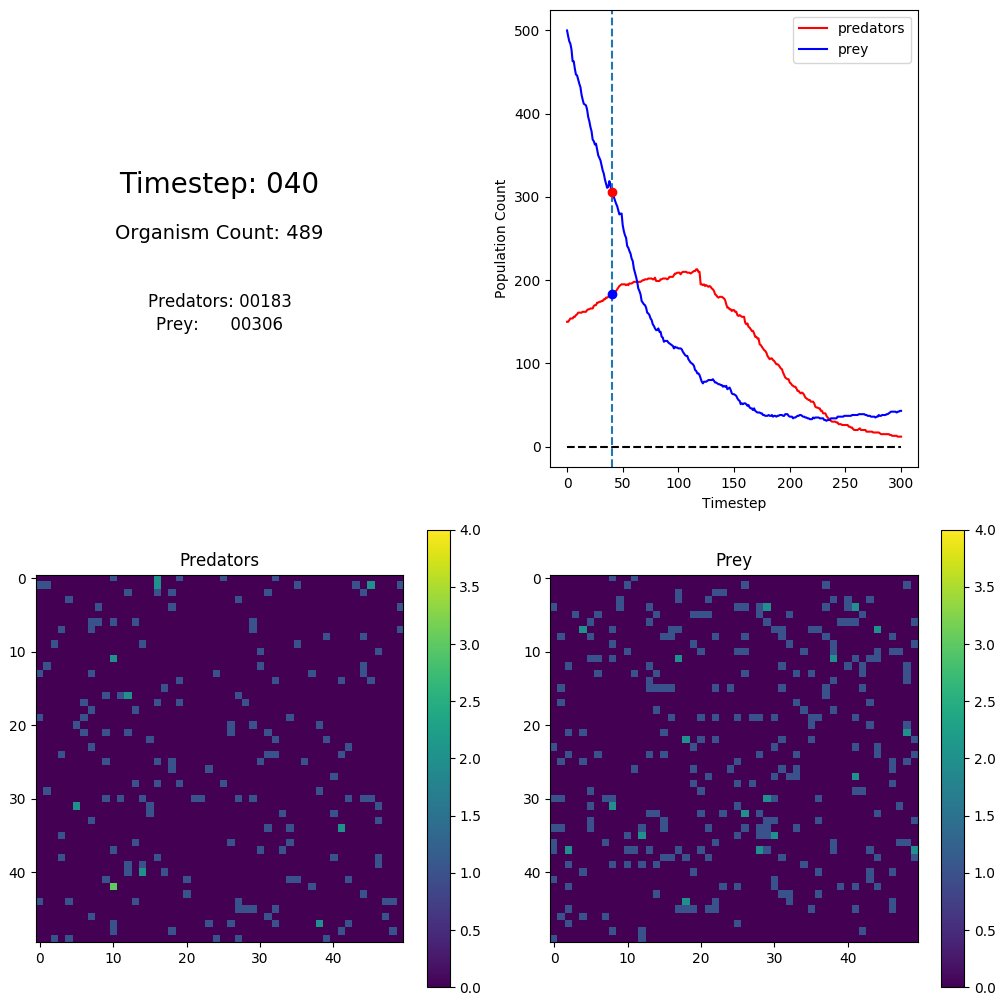 Timestep: 040
Organism Count: 489
Predators: 00183
Prey: 00306
predators
prey
500
400
300
200
100
0
Population Count
0 50 100 150 200 250 300
Timestep
Predators
0
10
20
30
40
0 10 20 30 40
4.0
3.5
3.0
2.5
2.0
1.5
1.0
0.5
0.0
Prey
0
10
20
30
40
0 10 20 30 40
4.0
3.5
3.0
2.5
2.0
1.5
1.0
0.5
0.0